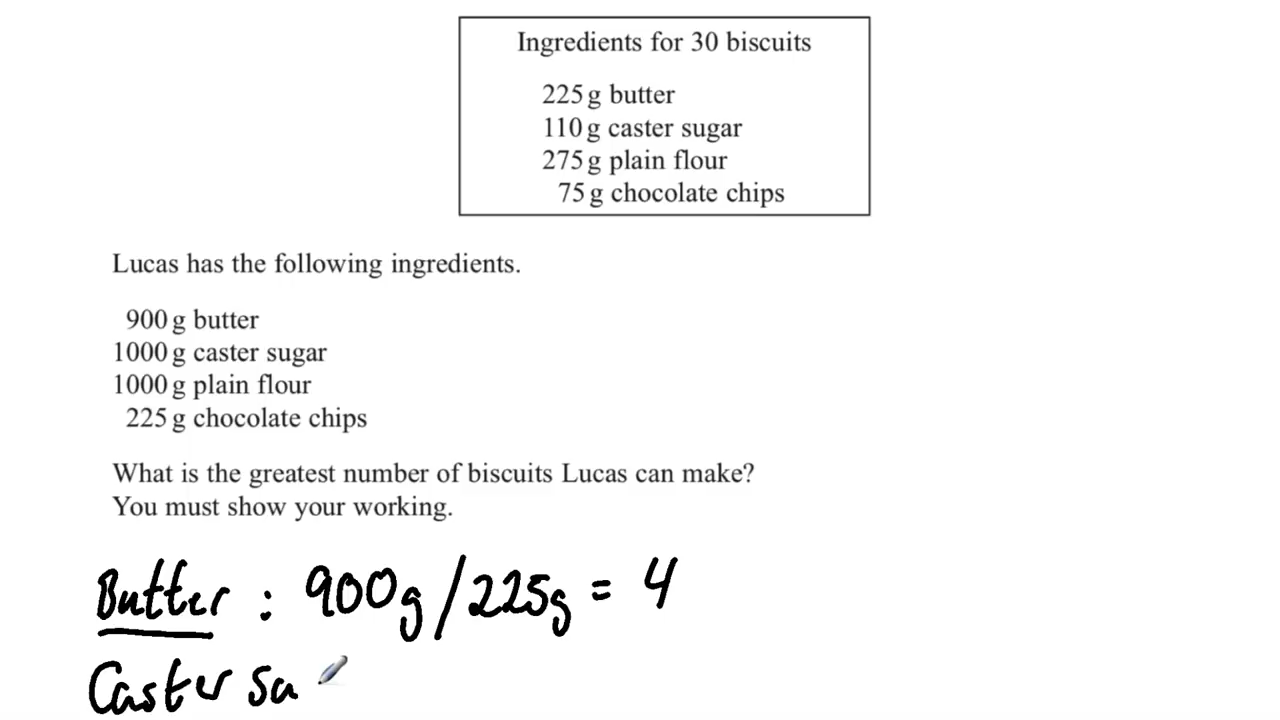 Ingredients for 30 biscuits
225 g butter
110 g caster sugar
275 g plain flour
75 g chocolate chips
Lucas has the following ingredients.
900 g butter
1000 g caster sugar
1000 g plain flour
225 g chocolate chips
What is the greatest number of biscuits Lucas can make?
You must show your working.
Butter : 900g/225g = 4
Caster su